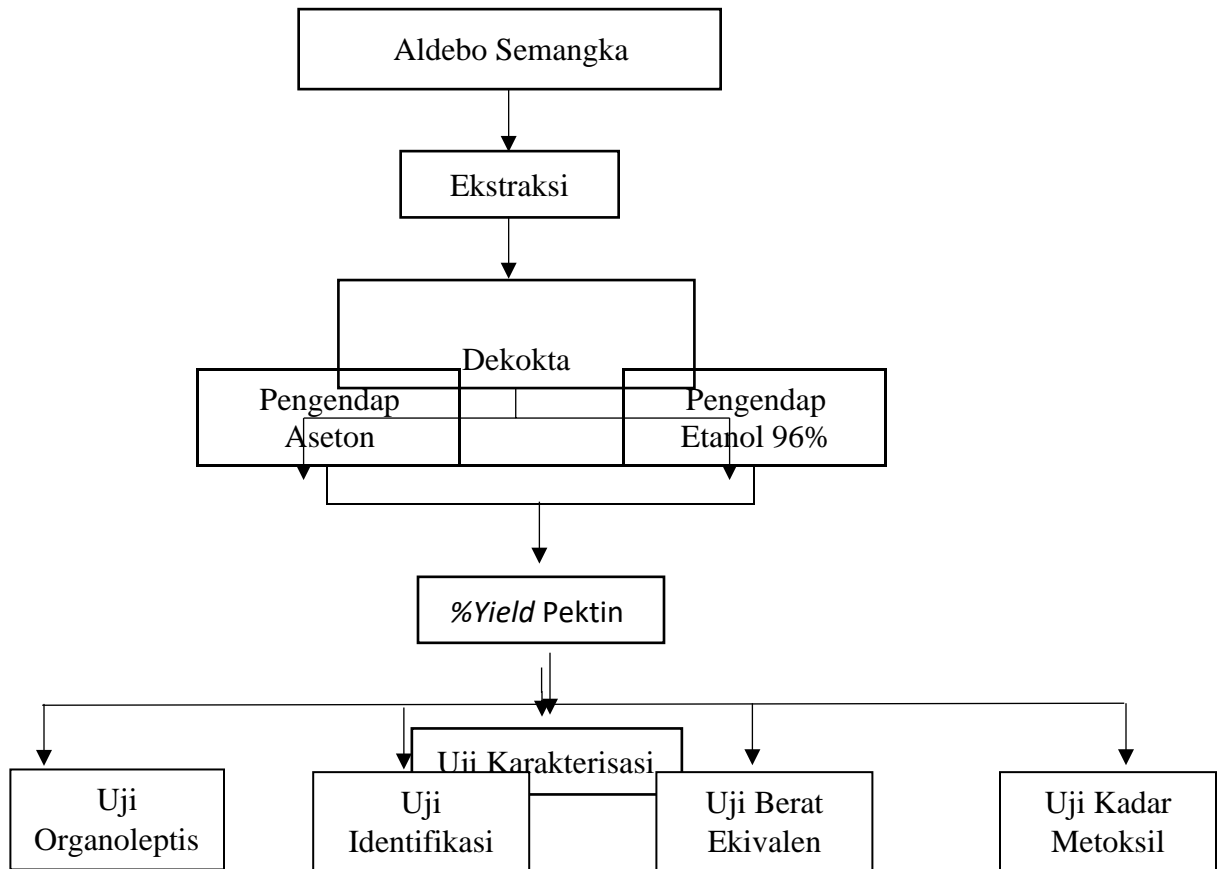 Aldebo Semangka
Ekstraksi
Dekokta
Pengendap
Aseton
Pengendap
Etanol 96%
%Yield Pektin
Uji Karakterisasi
Uji
Organoleptis
Uji
Identifikasi
Uji Berat
Ekivalen
Uji Kadar
Metoksil